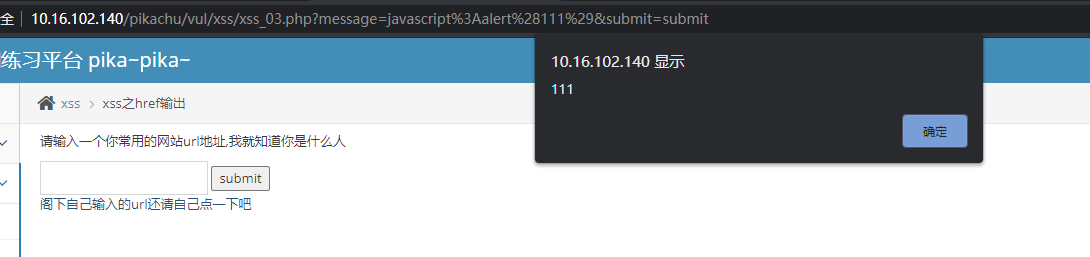 全 10.16.102.140/pikachu/vul/xss/xss_03.php?message=javascript%3Aalert%28111%29&submit=submit
练习平台 pika~pika~
10.16.102.140 显示
111
确定
xss > xss之href输出
请输入一个你常用的网站url地址,我就知道你是什么人
submit
阁下自己输入的url还请自己点一下吧